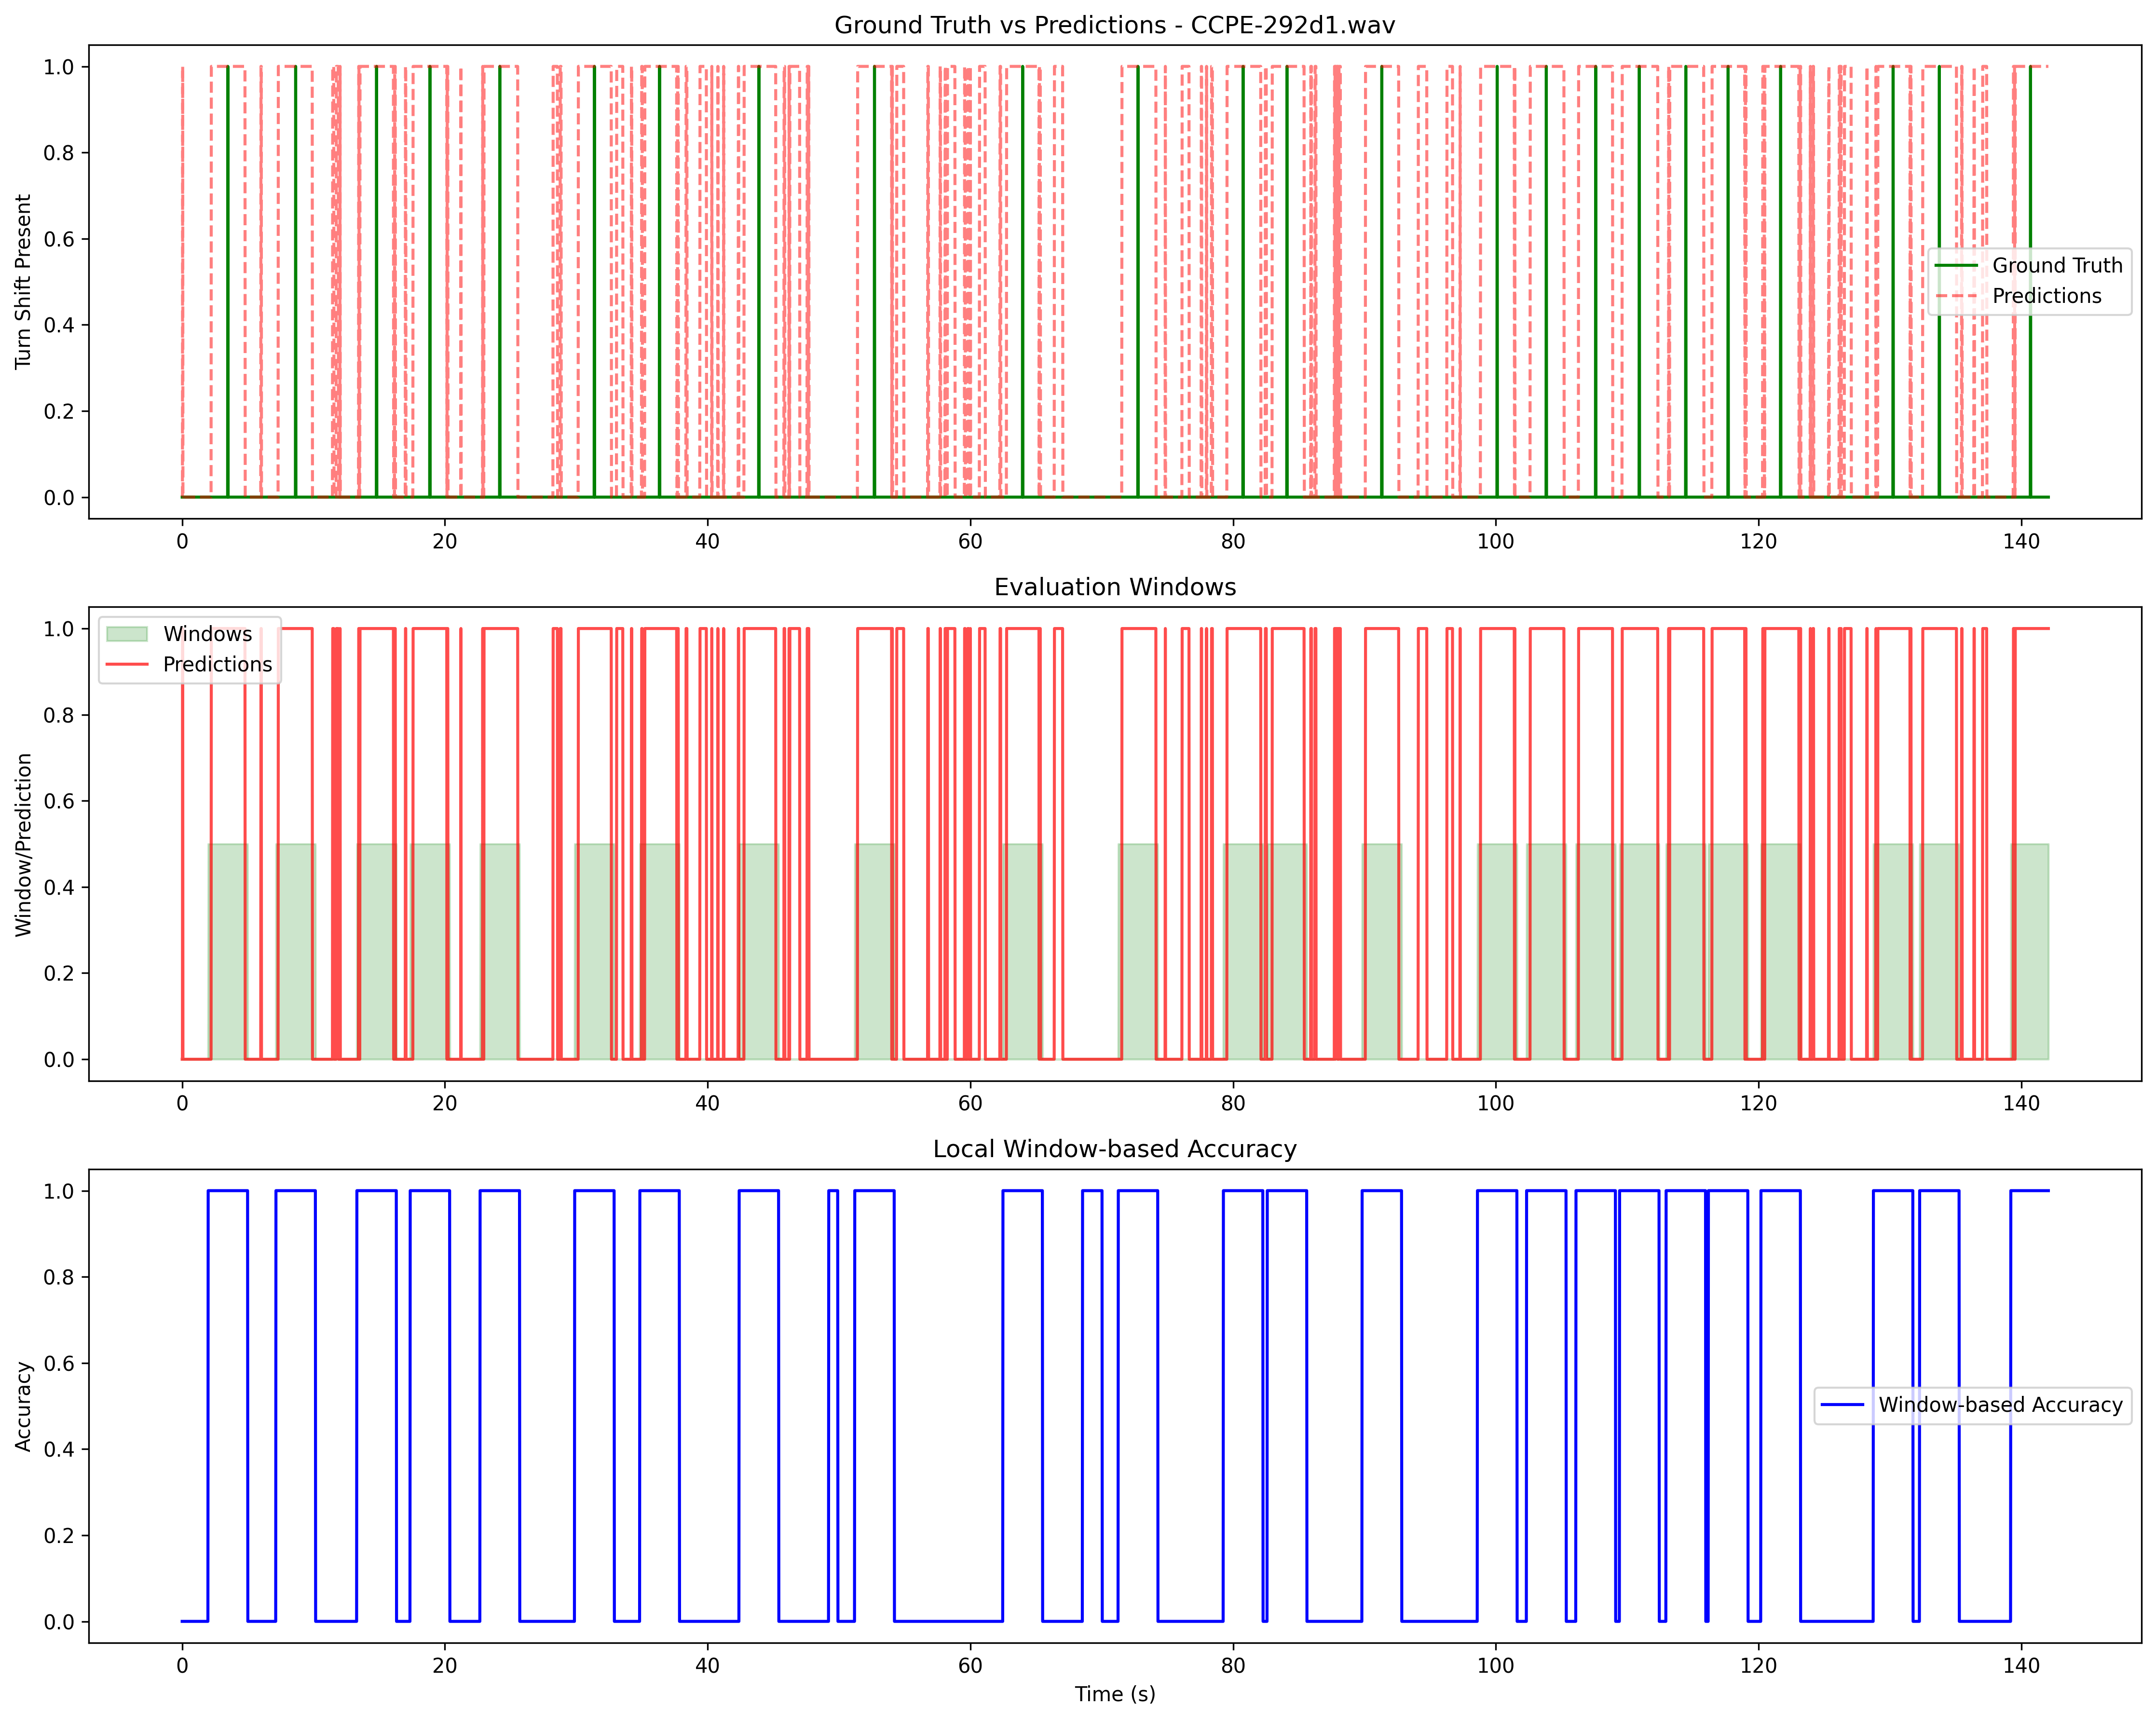 Ground Truth vs Predictions - CCPE-292d1.wav
1.0
0.8
0.6
0.4
0.2
0.0
Turn Shift Present
Ground Truth
Predictions
0 20 40 60 80 100 120 140
Evaluation Windows
1.0
0.8
0.6
0.4
0.2
0.0
Window/Prediction
Windows
Predictions
0 20 40 60 80 100 120 140
Local Window-based Accuracy
1.0
0.8
0.6
0.4
0.2
0.0
Accuracy
Window-based Accuracy
0 20 40 60 80 100 120 140
Time (s)